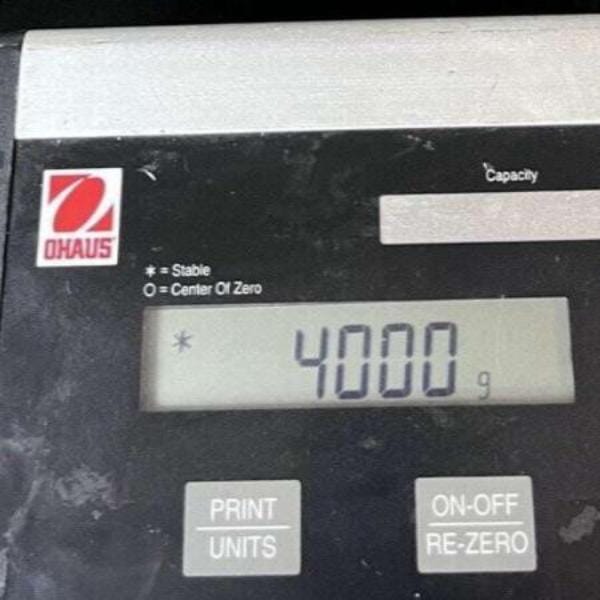 Capacity
OHAUS
* = Stable
O = Center Of Zero
* 4000 g
PRINT
UNITS
ON-OFF
RE-ZERO